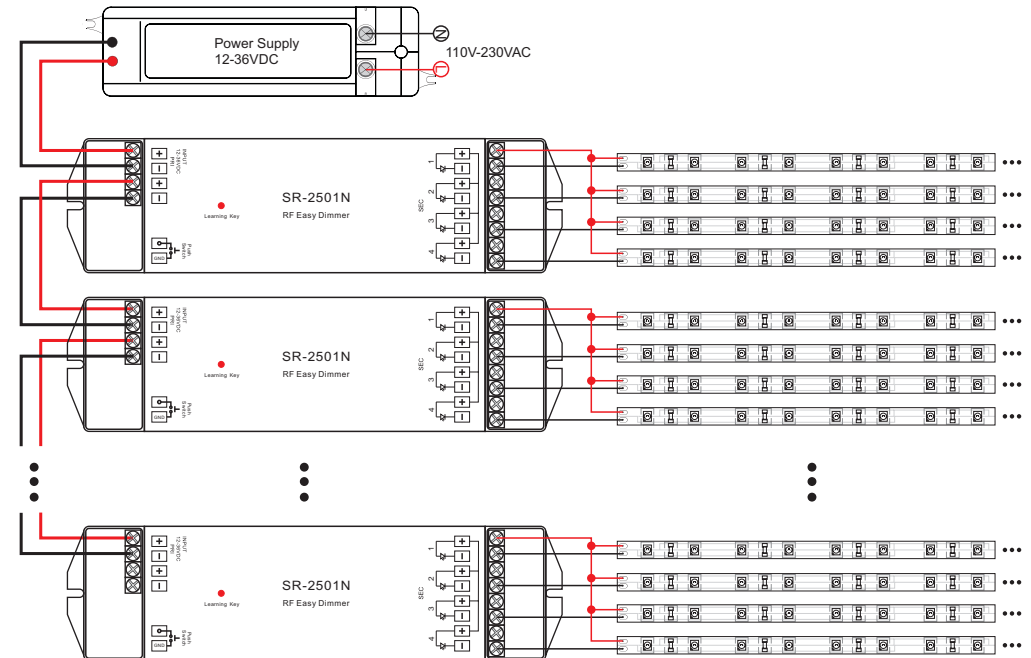 Power Supply
12-36VDC
N
L
110V-230VAC
INPUT
12-36VDC
PRI
+
−
+
−
Learning Key
SR-2501N
RF Easy Dimmer
Push
Switch
GND
SEC
1
+
−
2
+
−
3
+
−
4
+
−
INPUT
12-36VDC
PRI
+
−
+
−
Learning Key
SR-2501N
RF Easy Dimmer
Push
Switch
GND
SEC
1
+
−
2
+
−
3
+
−
4
+
−
INPUT
12-36VDC
PRI
+
−
+
−
Learning Key
SR-2501N
RF Easy Dimmer
Push
Switch
GND
SEC
1
+
−
2
+
−
3
+
−
4
+
−